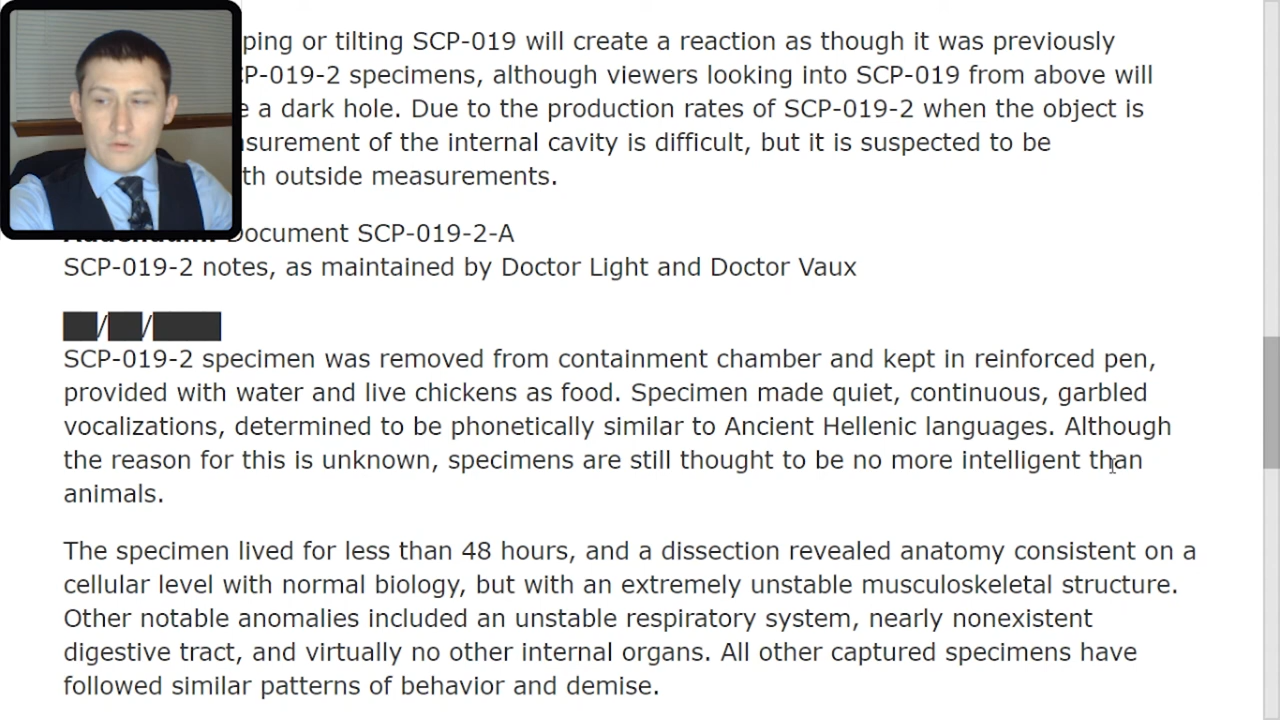 ping or tilting SCP-019 will create a reaction as though it was previously
P-019-2 specimens, although viewers looking into SCP-019 from above will
e a dark hole. Due to the production rates of SCP-019-2 when the object is
surement of the internal cavity is difficult, but it is suspected to be
th outside measurements.
Document SCP-019-2-A
SCP-019-2 notes, as maintained by Doctor Light and Doctor Vaux
██/██/████
SCP-019-2 specimen was removed from containment chamber and kept in reinforced pen,
provided with water and live chickens as food. Specimen made quiet, continuous, garbled
vocalizations, determined to be phonetically similar to Ancient Hellenic languages. Although
the reason for this is unknown, specimens are still thought to be no more intelligent than
animals.
The specimen lived for less than 48 hours, and a dissection revealed anatomy consistent on a
cellular level with normal biology, but with an extremely unstable musculoskeletal structure.
Other notable anomalies included an unstable respiratory system, nearly nonexistent
digestive tract, and virtually no other internal organs. All other captured specimens have
followed similar patterns of behavior and demise.